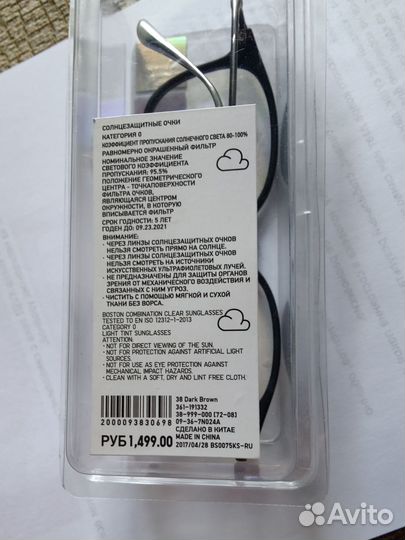 СОЛНЦЕЗАЩИТНЫЕ ОЧКИ
КАТЕГОРИЯ 0
КОЭФФИЦИЕНТ ПРОПУСКАНИЯ СОЛНЕЧНОГО СВЕТА 80-100%
РАВНОМЕРНО ОКРАШЕННЫЙ ФИЛЬТР
НОМИНАЛЬНОЕ ЗНАЧЕНИЕ
СВЕТОВОГО КОЭФФИЦИЕНТА
ПРОПУСКАНИЯ: 95.5%
ПОЛОЖЕНИЕ ГЕОМЕТРИЧЕСКОГО
ЦЕНТРА - ТОЧКАПОВЕРХНОСТИ
ФИЛЬТРА ОЧКОВ,
ЯВЛЯЮЩАЯСЯ ЦЕНТРОМ
ОКРУЖНОСТИ, В КОТОРУЮ
ВПИСЫВАЕТСЯ ФИЛЬТР
СРОК ГОДНОСТИ: 5 ЛЕТ
ГОДЕН ДО: 09.23.2021
ВНИМАНИЕ:
- ЧЕРЕЗ ЛИНЗЫ СОЛНЦЕЗАЩИТНЫХ ОЧКОВ
НЕЛЬЗЯ СМОТРЕТЬ ПРЯМО НА СОЛНЦЕ.
- ЧЕРЕЗ ЛИНЗЫ СОЛНЦЕЗАЩИТНЫХ ОЧКОВ
НЕЛЬЗЯ СМОТРЕТЬ НА ИСТОЧНИКИ
ИСКУССТВЕННЫХ УЛЬТРАФИОЛЕТОВЫХ ЛУЧЕЙ.
- НЕ ПРЕДНАЗНАЧЕНЫ ДЛЯ ЗАЩИТЫ ОРГАНОВ
ЗРЕНИЯ ОТ МЕХАНИЧЕСКОГО ВОЗДЕЙСТВИЯ И
СВЯЗАННЫХ С НИМ УГРОЗ.
- ЧИСТИТЬ С ПОМОЩЬЮ МЯГКОЙ И СУХОЙ
ТКАНИ БЕЗ ВОРСА.
BOSTON COMBINATION CLEAR SUNGLASSES
TESTED TO EN ISO 12312-1-2013
CATEGORY 0
LIGHT TINT SUNGLASSES
ATTENTION:
- NOT FOR DIRECT VIEWING OF THE SUN.
- NOT FOR PROTECTION AGAINST ARTIFICIAL LIGHT
SOURCES.
- NOT FOR USE AS EYE PROTECTION AGAINST
MECHANICAL IMPACT HAZARDS.
- CLEAN WITH A SOFT, DRY AND LINT FREE CLOTH.
38 Dark Brown
361-191332
38-999-000 [72-08]
09-36-7N024A
СДЕЛАНО В КИТАЕ
MADE IN CHINA
2017/04/28 BS0075KS-RU
2000093830698
РУБ 1,499.00
Avito